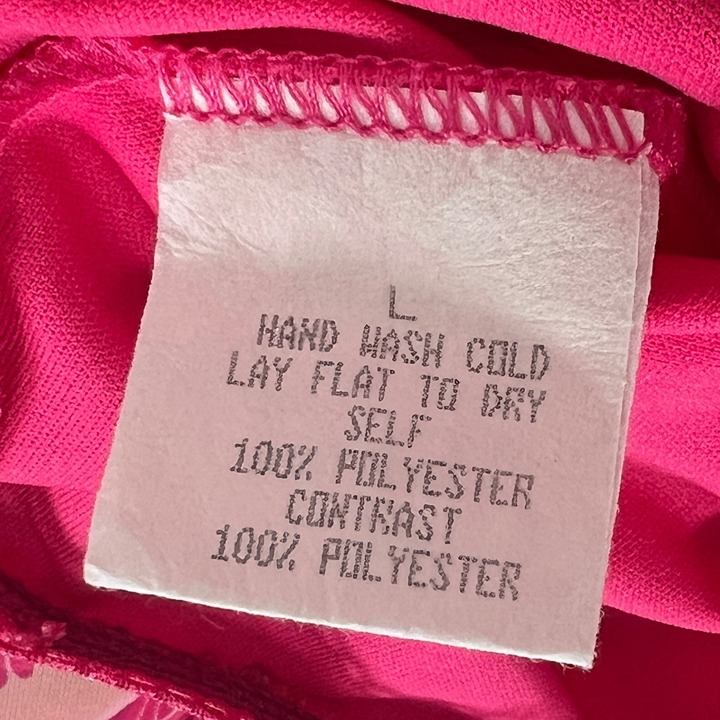 L
HAND WASH COLD
LAY FLAT TO DRY
SELF
100% POLYESTER
CONTRAST
100% POLYESTER